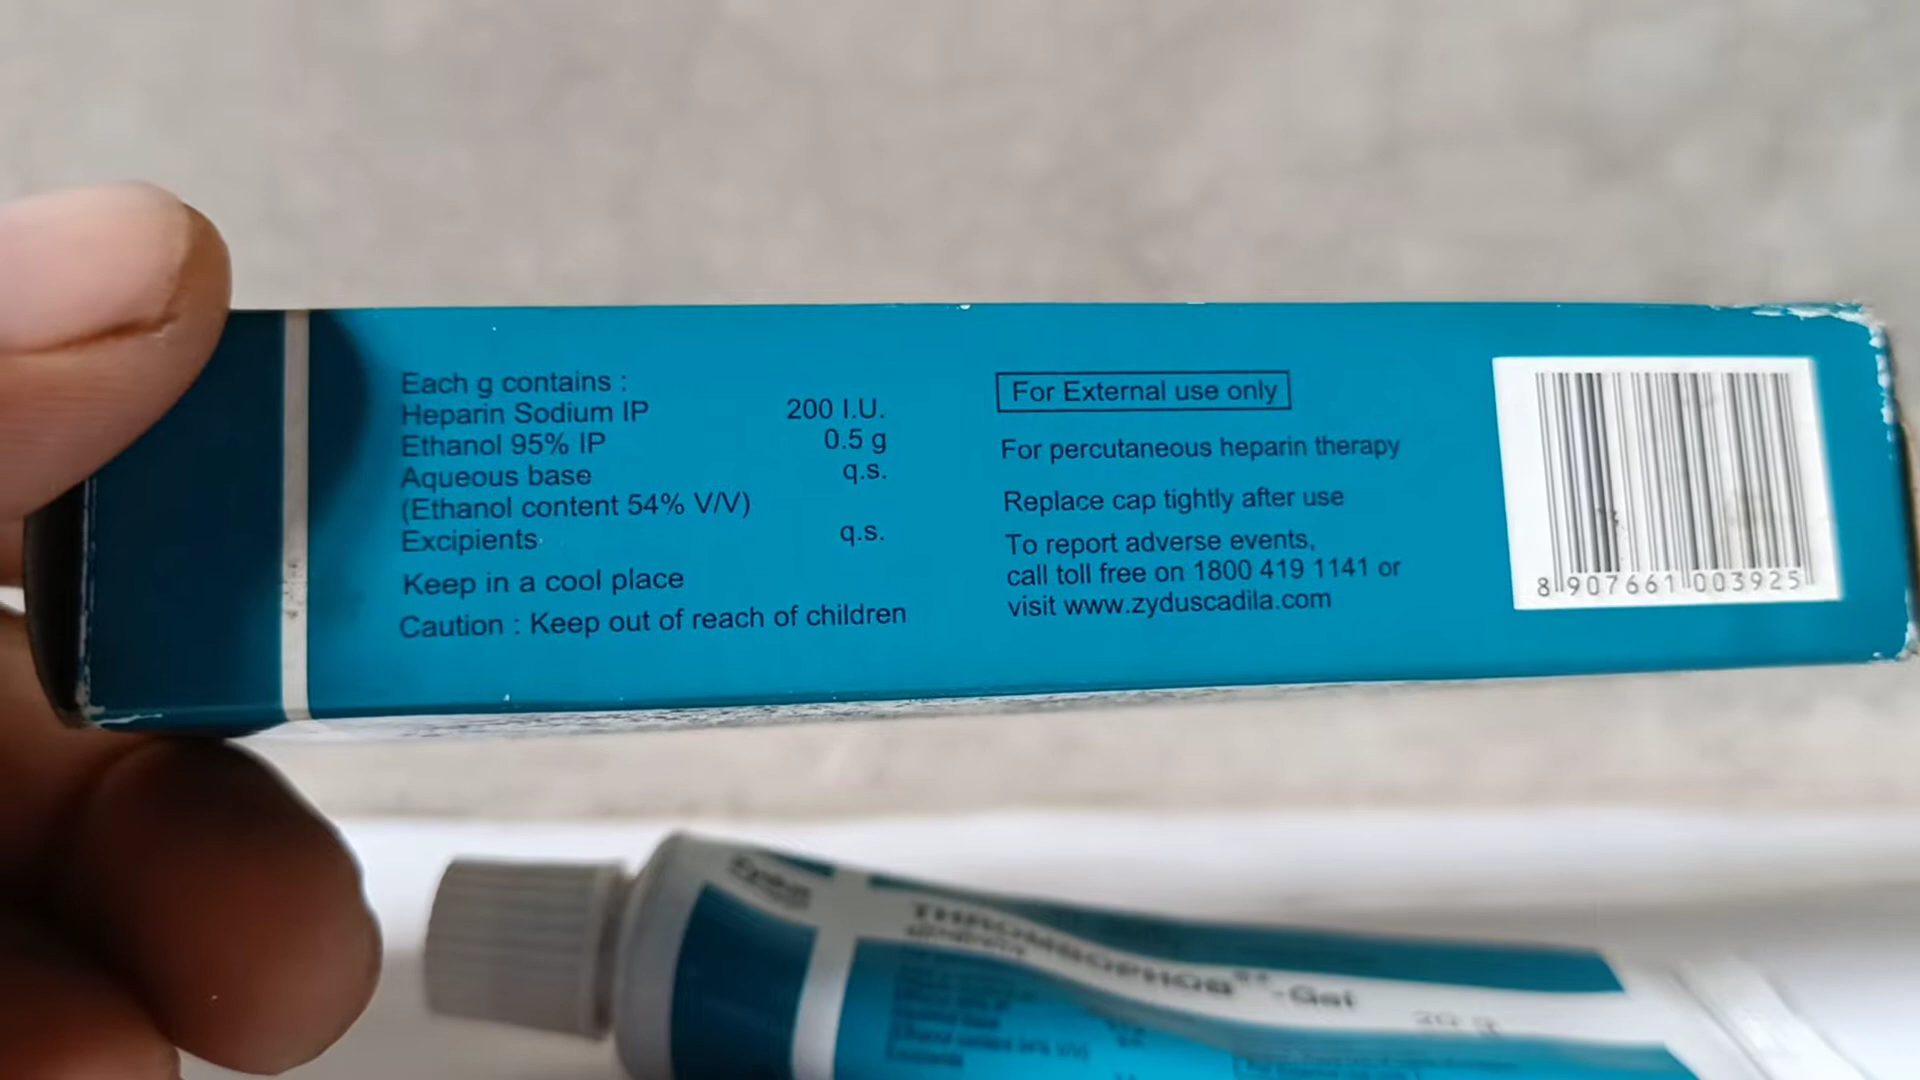 Each g contains :
Heparin Sodium IP 200 I.U.
Ethanol 95% IP 0.5 g
Aqueous base q.s.
(Ethanol content 54% V/V)
Excipients q.s.
Keep in a cool place
Caution : Keep out of reach of children
For External use only
For percutaneous heparin therapy
Replace cap tightly after use
To report adverse events,
call toll free on 1800 419 1141 or
visit www.zyduscadila.com
8 907661 003925
THROMBOPHOB -Gel 20 g